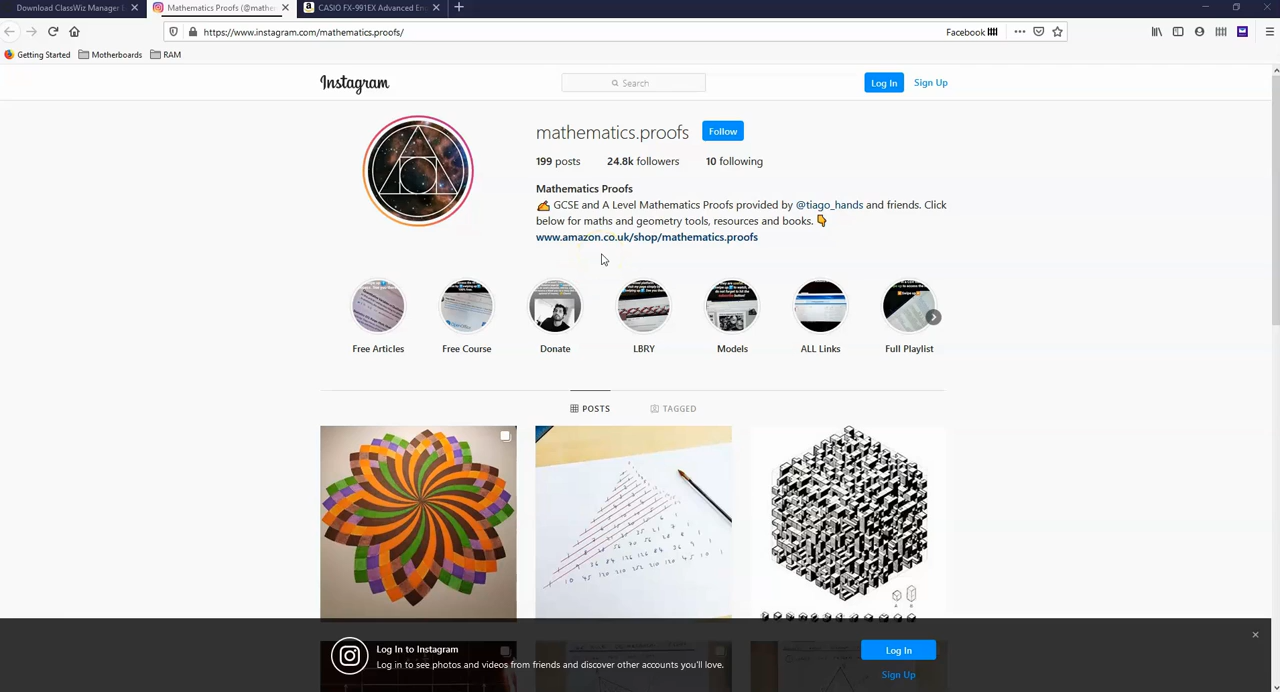 Download ClassWiz Manager
Mathematics Proofs (@mathe
CASIO FX-991EX Advanced En
https://www.instagram.com/mathematics.proofs/
Facebook
Getting Started
Motherboards
RAM
Instagram
Search
Log In
Sign Up
mathematics.proofs
Follow
199 posts
24.8k followers
10 following
Mathematics Proofs
✍ GCSE and A Level Mathematics Proofs provided by @tiago_hands and friends. Click
below for maths and geometry tools, resources and books. 👇
www.amazon.co.uk/shop/mathematics.proofs
Free Articles
Free Course
Donate
LBRY
Models
ALL Links
Full Playlist
POSTS
TAGGED
Log In to Instagram
Log in to see photos and videos from friends and discover other accounts you'll love.
Log In
Sign Up